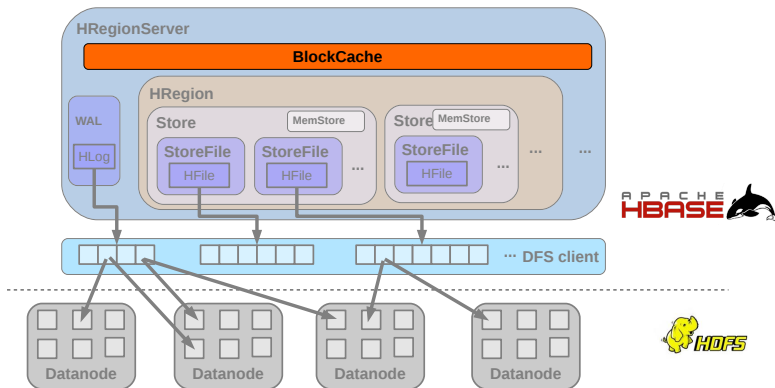 HRegionServer
BlockCache
HRegion
WAL
HLog
Store
MemStore
StoreFile
HFile
StoreFile
HFile
...
Store
MemStore
StoreFile
HFile
...
...
...
APACHE
HBASE
... DFS client
Datanode
Datanode
Datanode
Datanode
HDFS